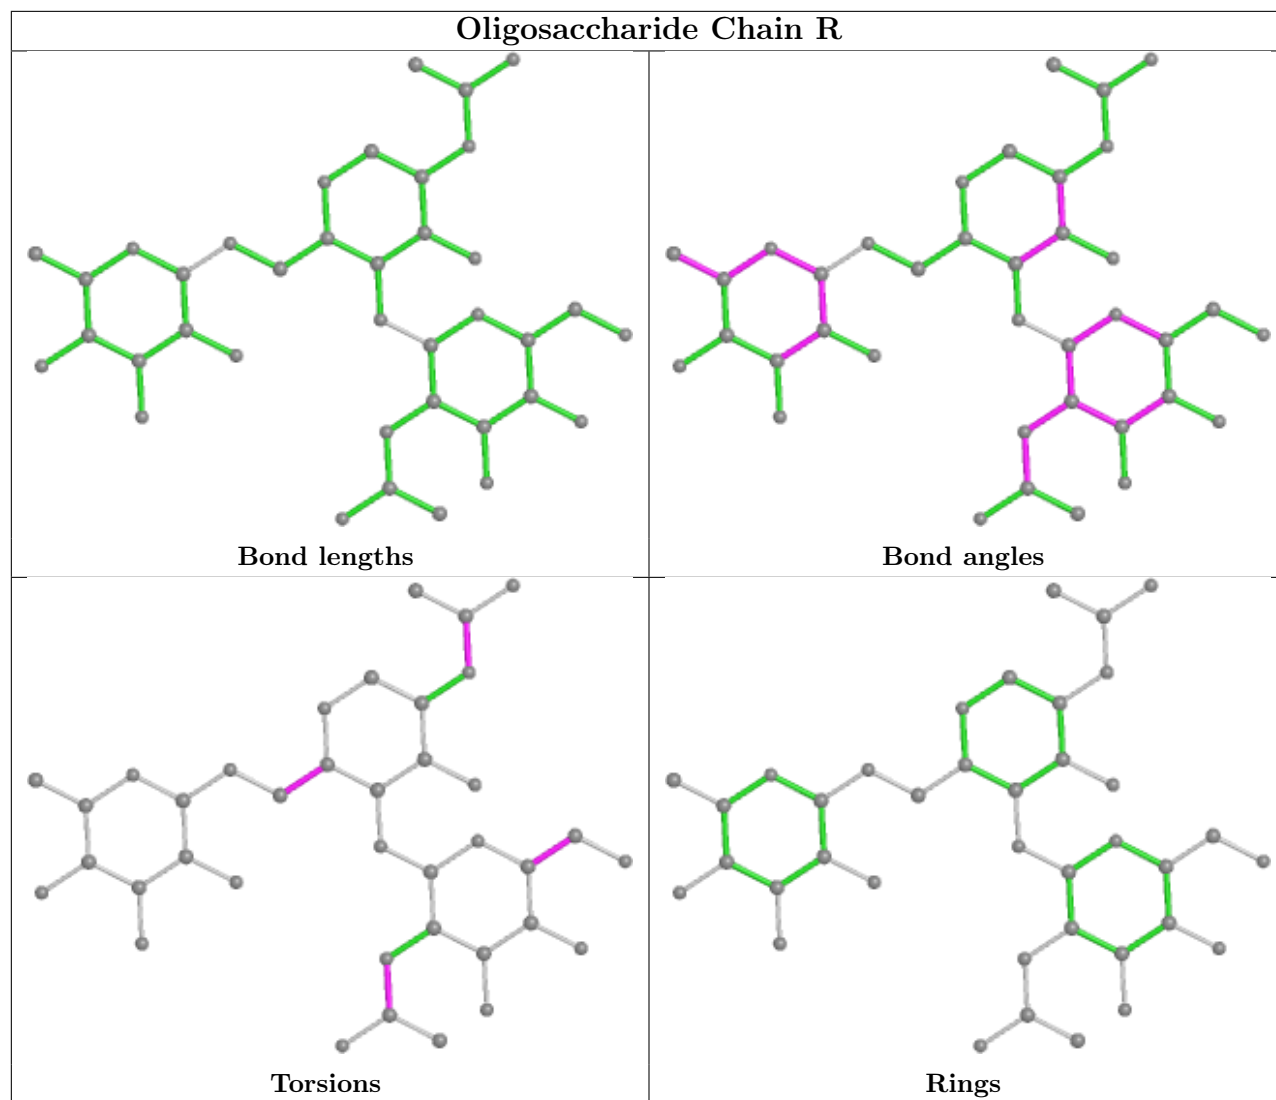 Oligosaccharide Chain R
Bond lengths
Bond angles
Torsions
Rings